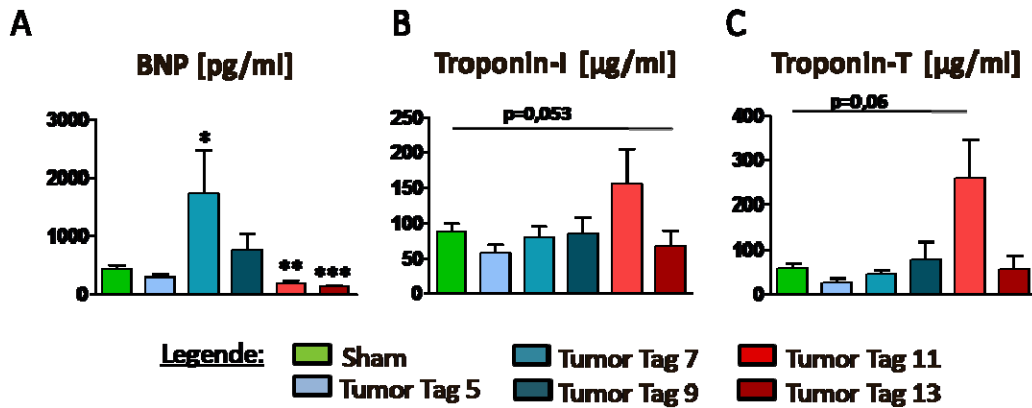 A
BNP [pg/ml]
3000
2000
1000
0
*
**
***
B
Troponin-I [µg/ml]
p=0,053
250
200
150
100
50
0
C
Troponin-T [µg/ml]
p=0,06
400
300
200
100
0
Legende:
Sham
Tumor Tag 7
Tumor Tag 11
Tumor Tag 5
Tumor Tag 9
Tumor Tag 13